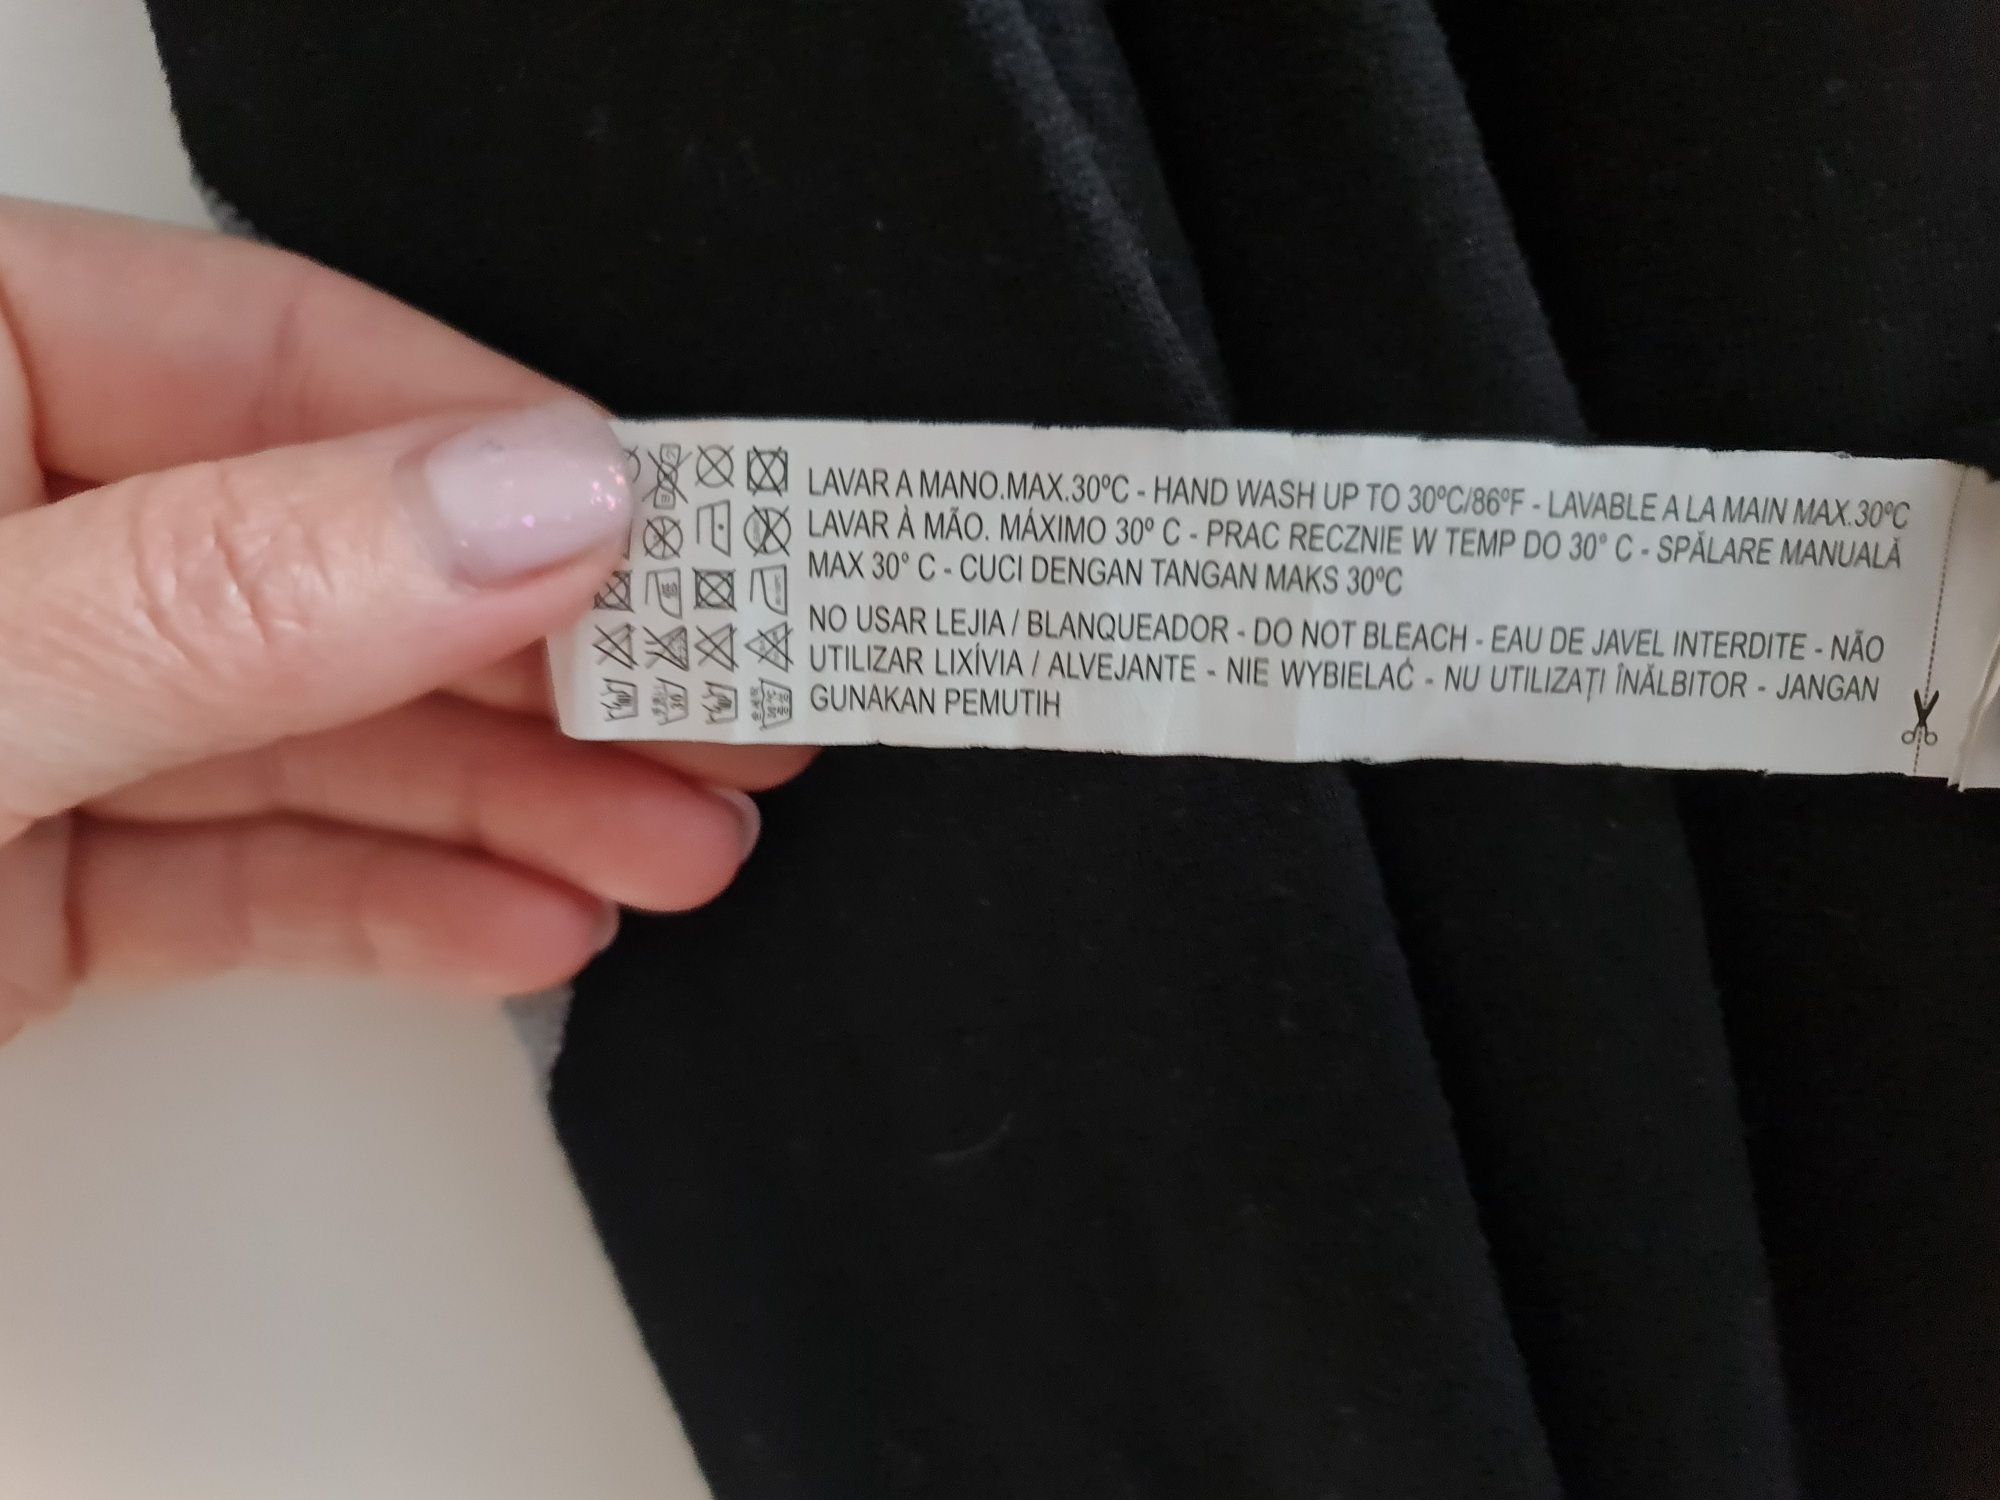 LAVAR A MANO.MAX.30ºC - HAND WASH UP TO 30ºC/86ºF - LAVABLE A LA MAIN MAX.30ºC
LAVAR À MÃO. MÁXIMO 30º C - PRAC RECZNIE W TEMP DO 30° C - SPĂLARE MANUALĂ
MAX 30° C - CUCI DENGAN TANGAN MAKS 30ºC
NO USAR LEJIA / BLANQUEADOR - DO NOT BLEACH - EAU DE JAVEL INTERDITE - NÃO
UTILIZAR LIXÍVIA / ALVEJANTE - NIE WYBIELAĆ - NU UTILIZAȚI ÎNĂLBITOR - JANGAN
GUNAKAN PEMUTIH